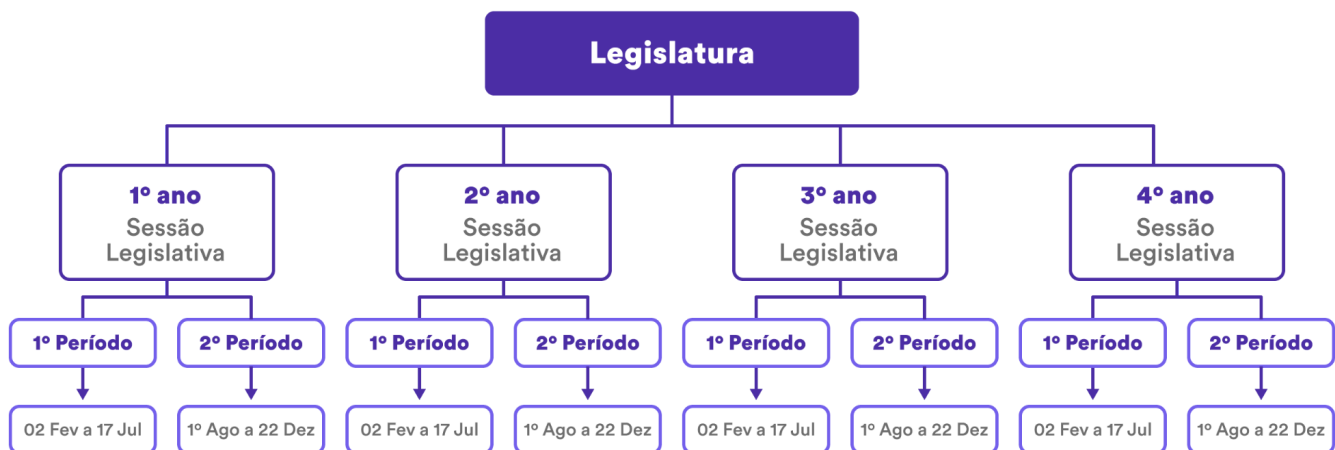 Legislatura
1º ano
Sessão
Legislativa
2º ano
Sessão
Legislativa
3º ano
Sessão
Legislativa
4º ano
Sessão
Legislativa
1º Período
2º Período
1º Período
2º Período
1º Período
2º Período
1º Período
2º Período
02 Fev a 17 Jul
1º Ago a 22 Dez
02 Fev a 17 Jul
1º Ago a 22 Dez
02 Fev a 17 Jul
1º Ago a 22 Dez
02 Fev a 17 Jul
1º Ago a 22 Dez